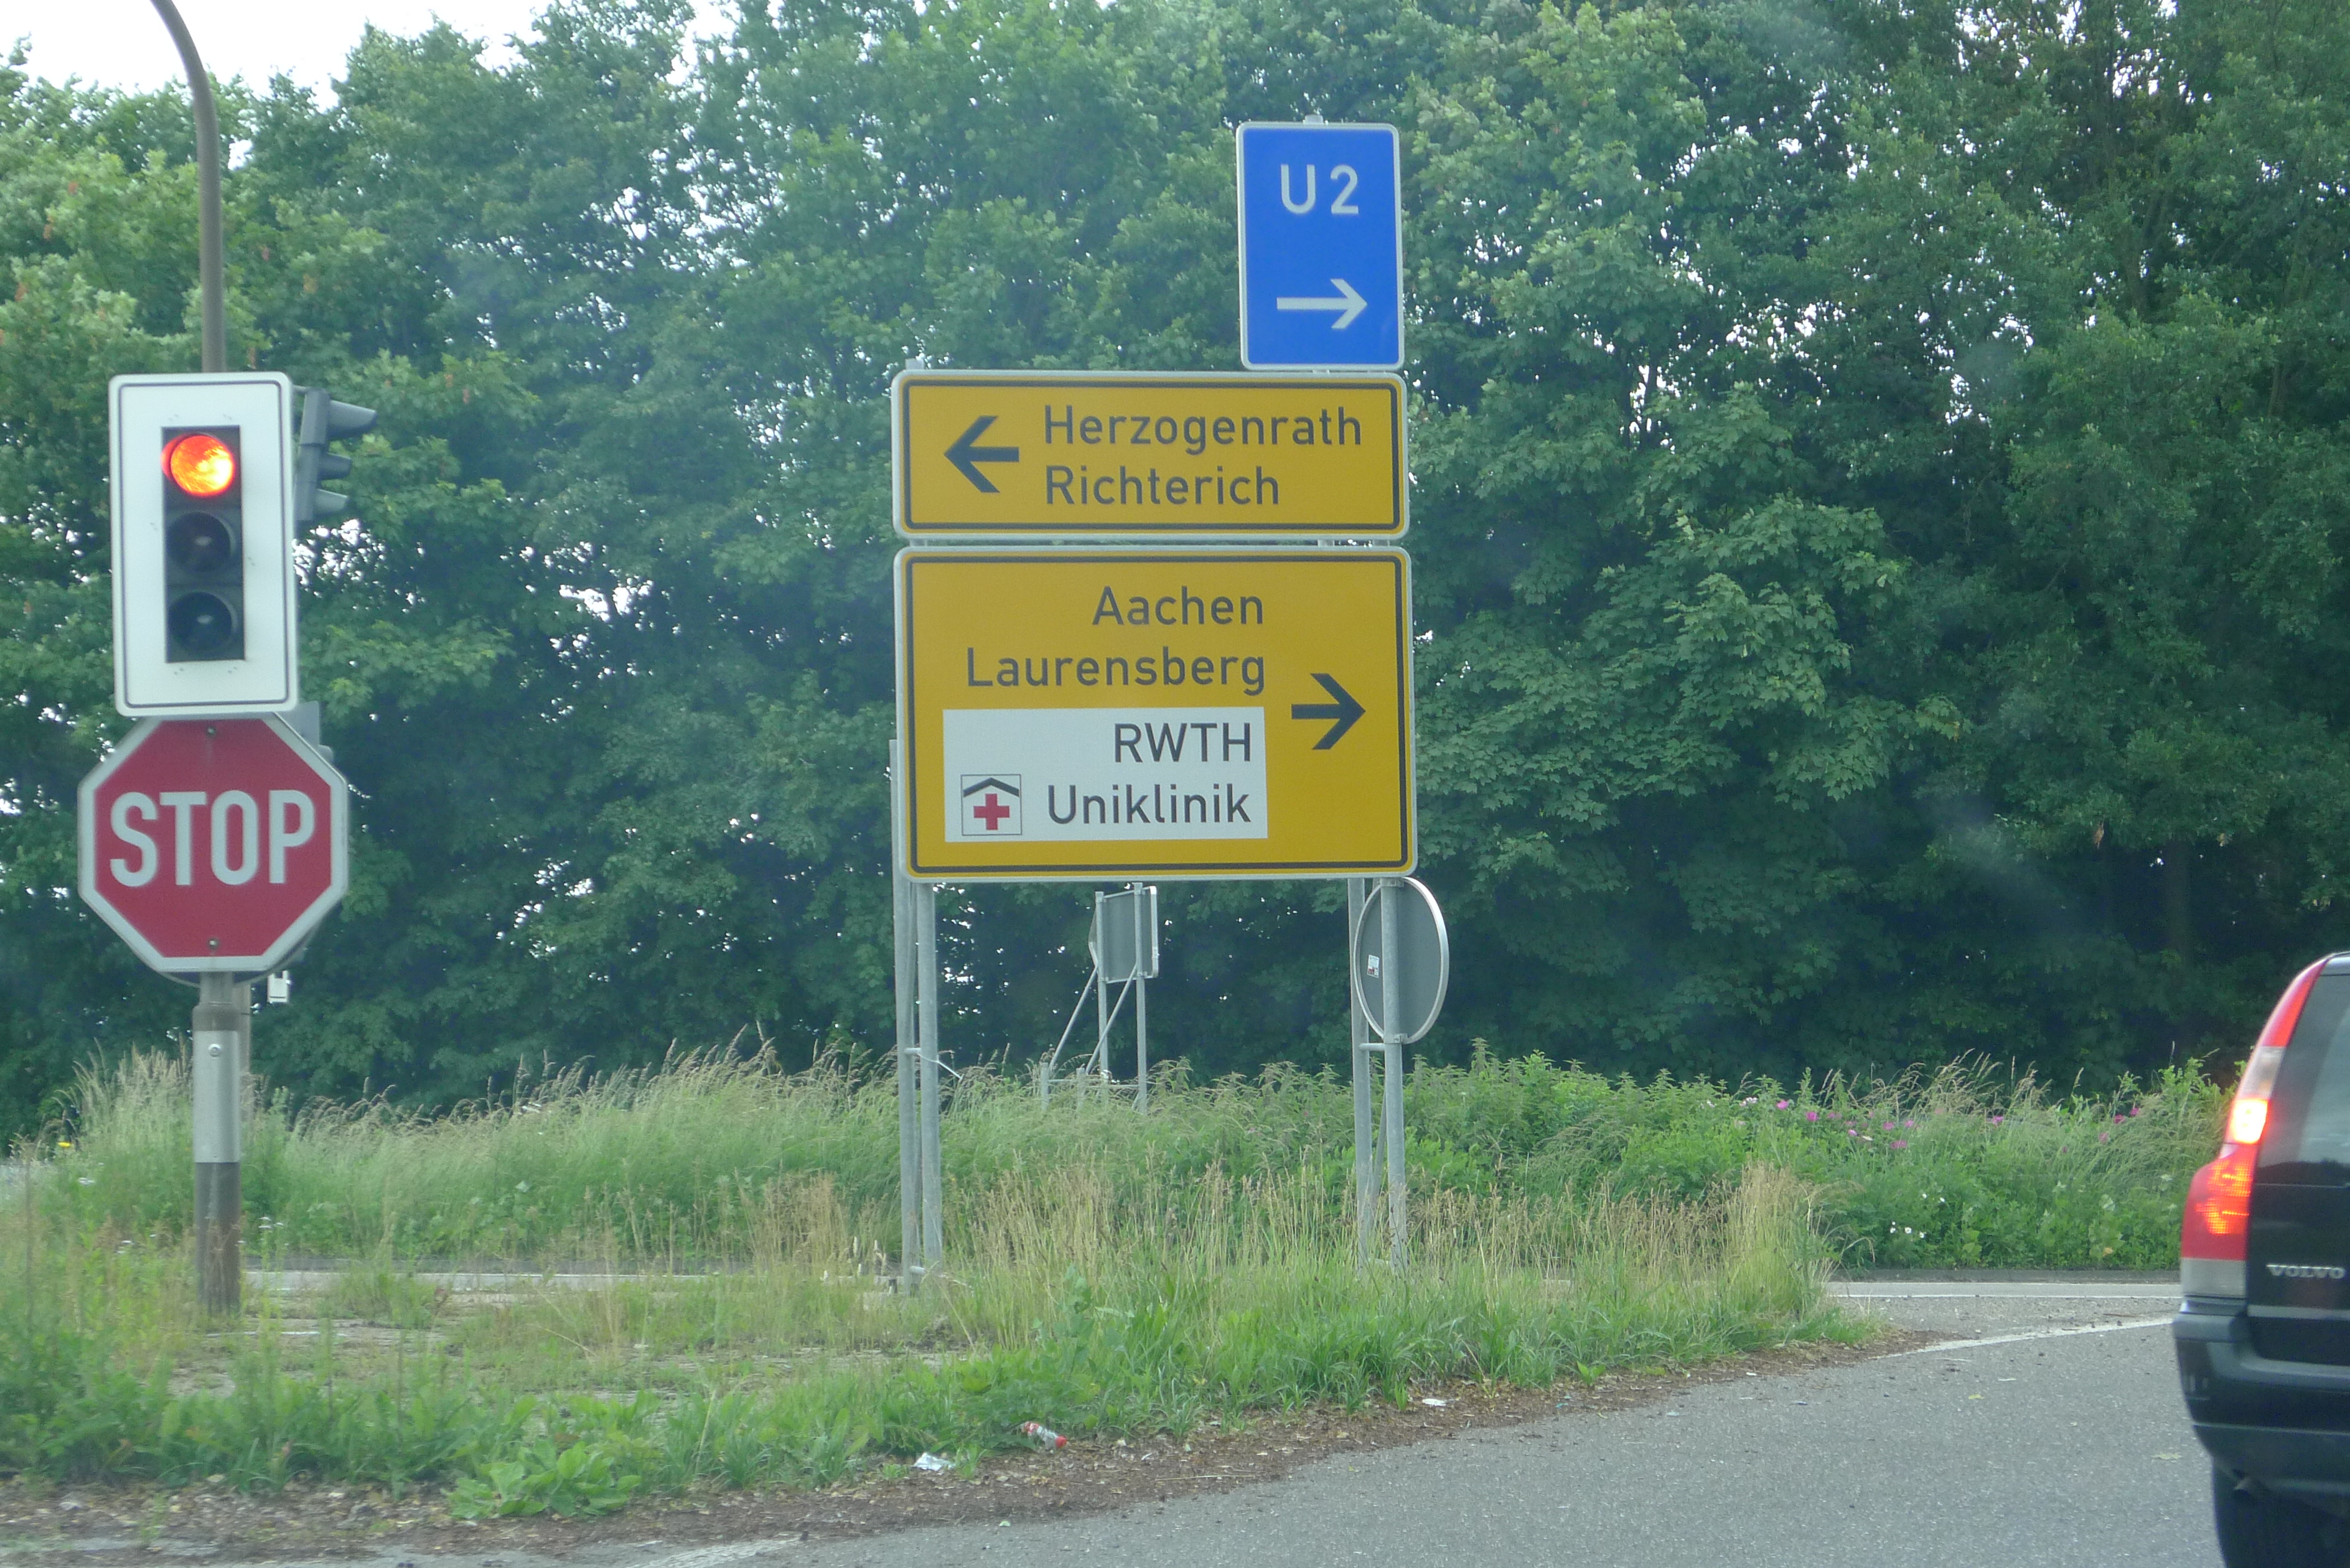 U2
Herzogenrath
Richterich
Aachen
Laurensberg
RWTH
Uniklinik
STOP
VOLVO